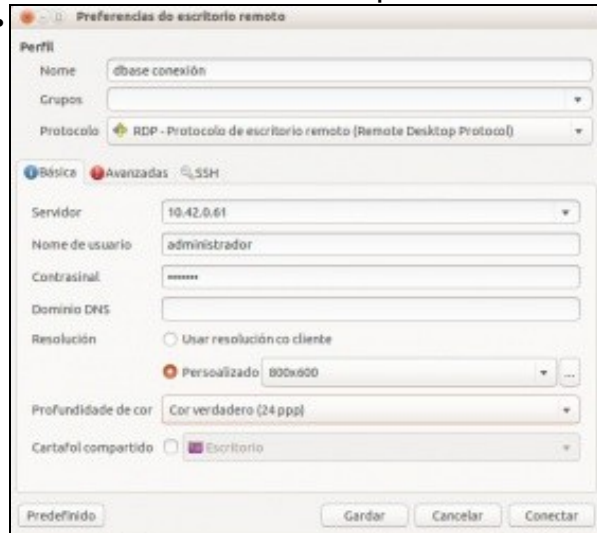 Preferencias do escritorio remoto
Perfil
Nome dbase conexión
Grupos
Protocolo RDP - Protocolo de escritorio remoto (Remote Desktop Protocol)
Básica Avanzadas SSH
Servidor 10.42.0.61
Nome de usuario administrador
Contrasinal •••••••
Dominio DNS
Resolución Usar resolución co cliente
Persoalizado 800x600 ...
Profundidade de cor Cor verdadero (24 ppp)
Cartafol compartido Escritorio
Predefinido Gardar Cancelar Conectar